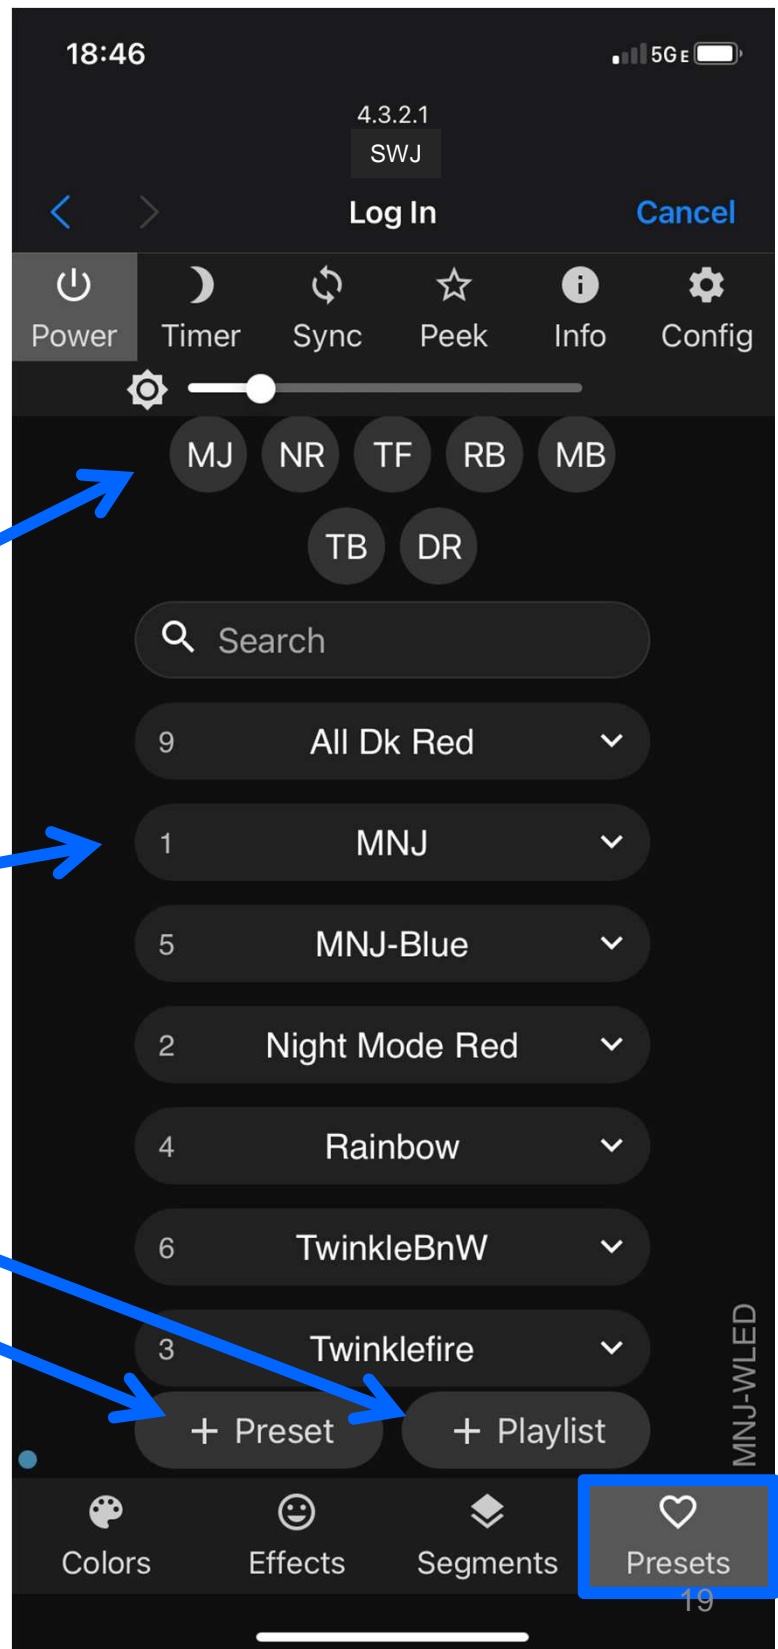 18:46 5GE
4.3.2.1
SWJ
Log In Cancel
Power Timer Sync Peek Info Config
MJ NR TF RB MB
TB DR
Search
9 All Dk Red
1 MNJ
5 MNJ-Blue
2 Night Mode Red
4 Rainbow
6 TwinkleBnW
3 Twinklefire
+ Preset + Playlist
MNJ-WLED
Colors Effects Segments Presets
19